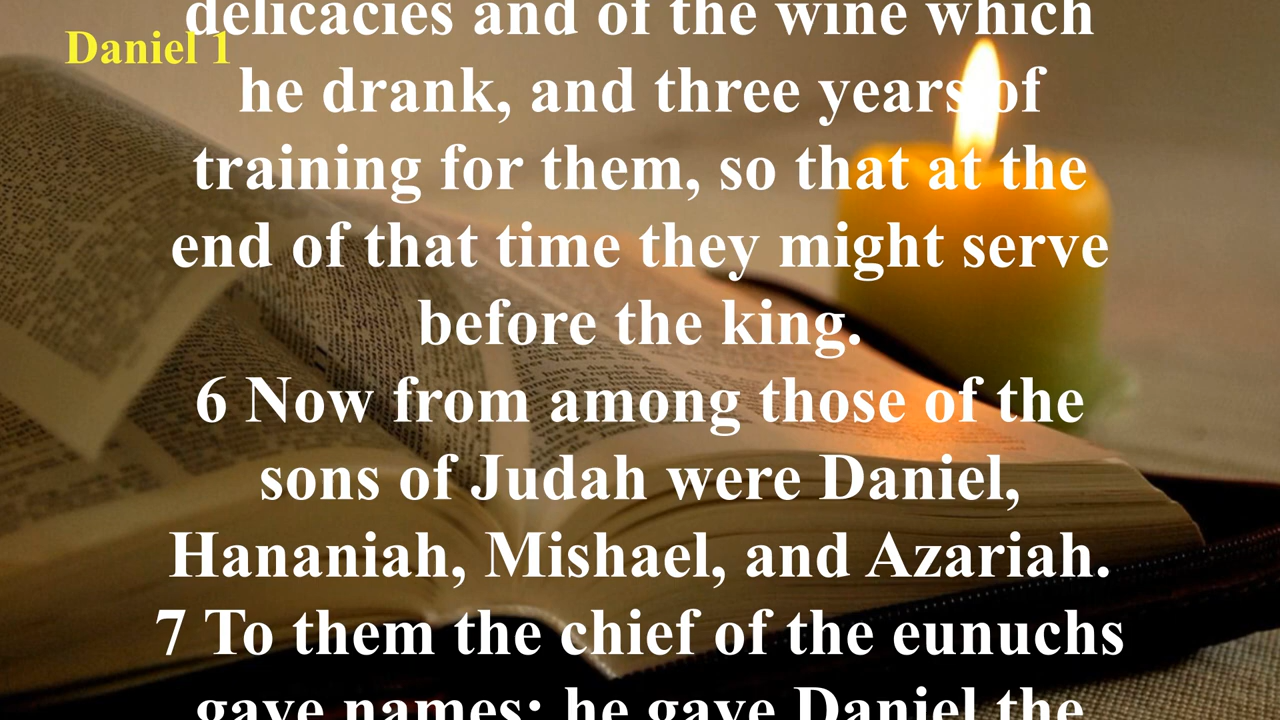 delicacies and of the wine which
Daniel 1
he drank, and three years of
training for them, so that at the
end of that time they might serve
before the king.
6 Now from among those of the
sons of Judah were Daniel,
Hananiah, Mishael, and Azariah.
7 To them the chief of the eunuchs
gave names: he gave Daniel the